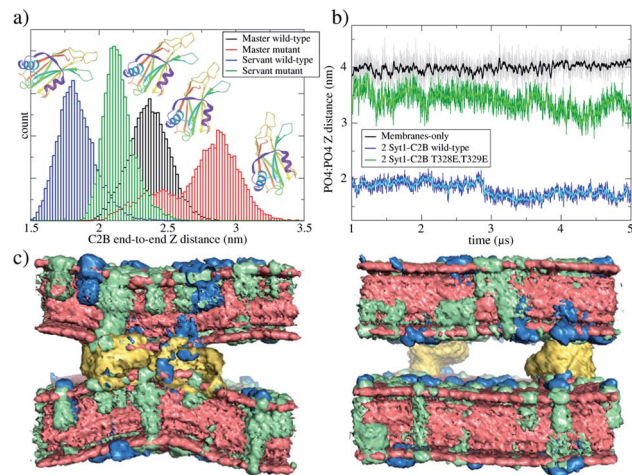 a)
Master wild-type
Master mutant
Servant wild-type
Servant mutant
count
1.5 2 2.5 3 3.5
C2B end-to-end Z distance (nm)
b)
PO4:PO4 Z distance (nm)
4
3
2
Membranes-only
2 Syt1-C2B wild-type
2 Syt1-C2B T328E,T329E
1 2 3 4 5
time (µs)
c)